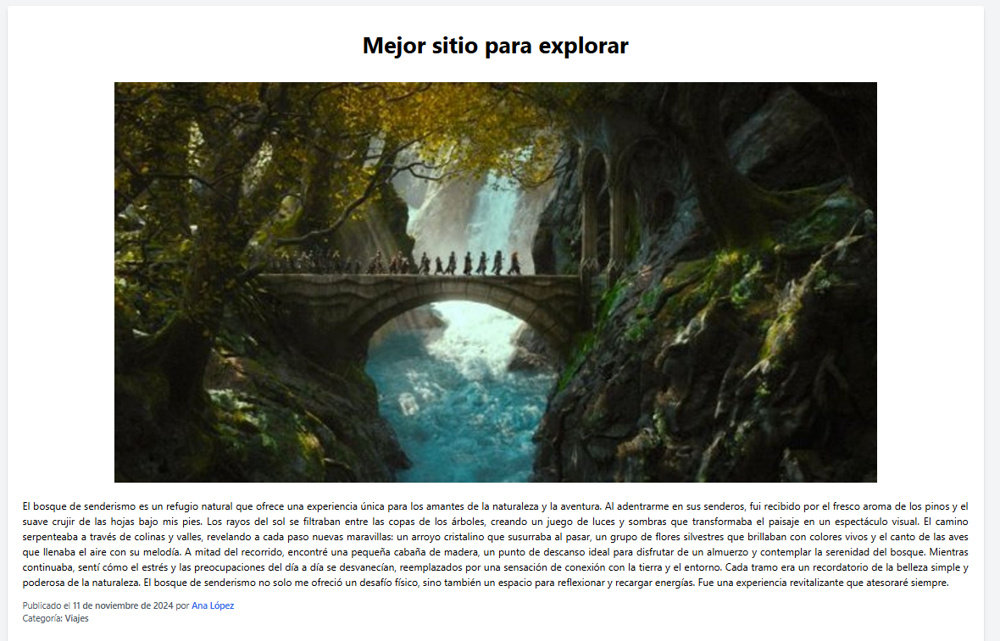 Mejor sitio para explorar
El bosque de senderismo es un refugio natural que ofrece una experiencia única para los amantes de la naturaleza y la aventura. Al adentrarme en sus senderos, fui recibido por el fresco aroma de los pinos y el
suave crujir de las hojas bajo mis pies. Los rayos del sol se filtraban entre las copas de los árboles, creando un juego de luces y sombras que transformaba el paisaje en un espectáculo visual. El camino
serpenteaba a través de colinas y valles, revelando a cada paso nuevas maravillas: un arroyo cristalino que susurraba al pasar, un grupo de flores silvestres que brillaban con colores vivos y el canto de las aves
que llenaba el aire con su melodía. A mitad del recorrido, encontré una pequeña cabaña de madera, un punto de descanso ideal para disfrutar de un almuerzo y contemplar la serenidad del bosque. Mientras
continuaba, sentí cómo el estrés y las preocupaciones del día a día se desvanecían, reemplazados por una sensación de conexión con la tierra y el entorno. Cada tramo era un recordatorio de la belleza simple y
poderosa de la naturaleza. El bosque de senderismo no solo me ofreció un desafío físico, sino también un espacio para reflexionar y recargar energías. Fue una experiencia revitalizante que atesoraré siempre.
Publicado el 11 de noviembre de 2024 por Ana López
Categoría: Viajes